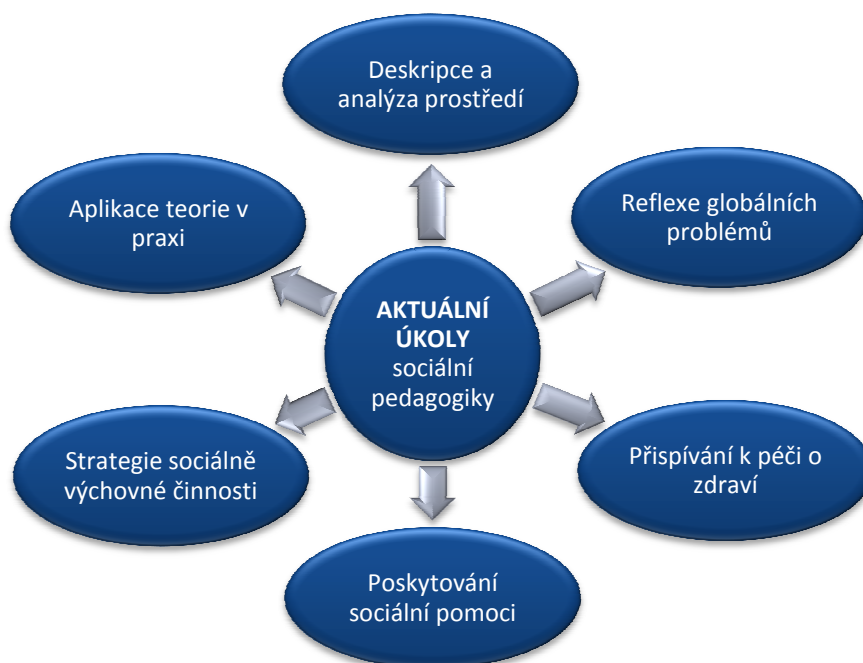 Deskripce a
analýza prostředí
Reflexe globálních
problémů
Přispívání k péči o
zdraví
Poskytování
sociální pomoci
Strategie sociálně
výchovné činnosti
Aplikace teorie v
praxi
AKTUÁLNÍ
ÚKOLY
sociální
pedagogiky